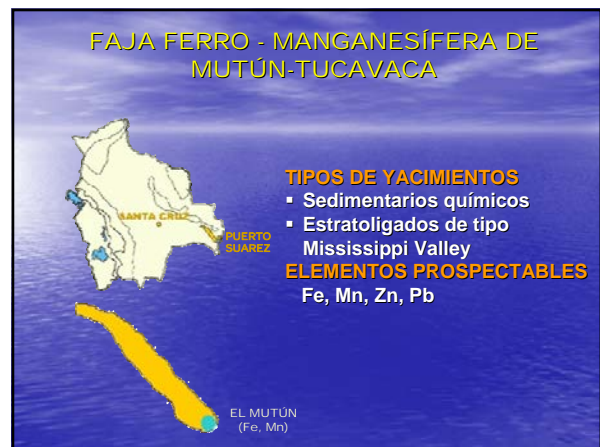 FAJA FERRO - MANGANESÍFERA DE
MUTÚN-TUCAVACA
SANTA CRUZ
PUERTO
SUAREZ
TIPOS DE YACIMIENTOS
▪ Sedimentarios químicos
▪ Estratoligados de tipo
Mississippi Valley
ELEMENTOS PROSPECTABLES
Fe, Mn, Zn, Pb
EL MUTÚN
(Fe, Mn)